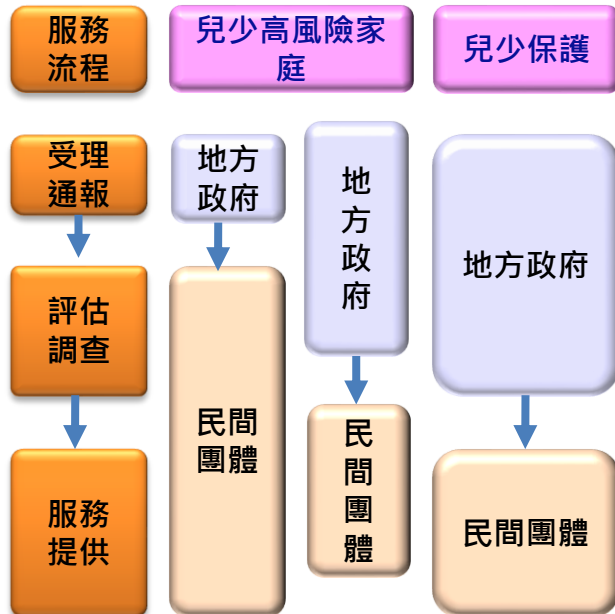 服務
流程
兒少高風險家
庭
兒少保護
受理
通報
地方
政府
地
方
政
府
地方政府
評估
調查
民間
團體
民
間
團
體
服務
提供
民間團體